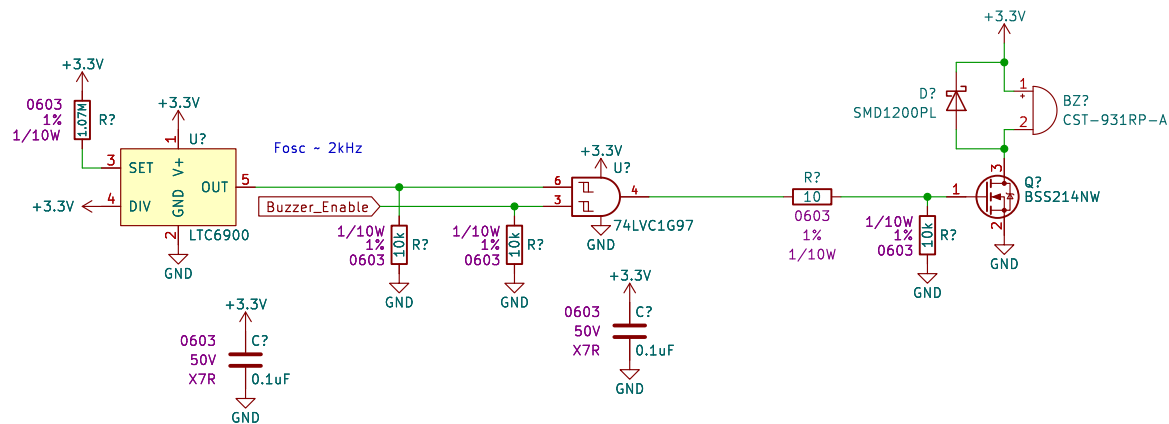 +3.3V
0603
1%
1/10W
1.07M
R?
+3.3V
1
U?
3
SET
V+
4
DIV
GND
OUT
5
2
LTC6900
+3.3V
GND
Fosc ~ 2kHz
Buzzer_Enable
1/10W
1%
0603
10k
R?
GND
1/10W
1%
0603
10k
R?
GND
+3.3V
U?
6
3
4
74LVC1G97
GND
R?
10
0603
1%
1/10W
1/10W
1%
0603
10k
R?
GND
+3.3V
D?
SMD1200PL
1
+
2
BZ?
CST-931RP-A
3
1
Q?
BSS214NW
2
GND
+3.3V
0603
50V
X7R
C?
0.1uF
GND
+3.3V
0603
50V
X7R
C?
0.1uF
GND